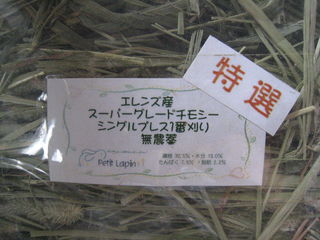 特選
エレンズ産
スーパーグレードチモシー
シングルプレス1番刈り
無農薬
Petit Lapin